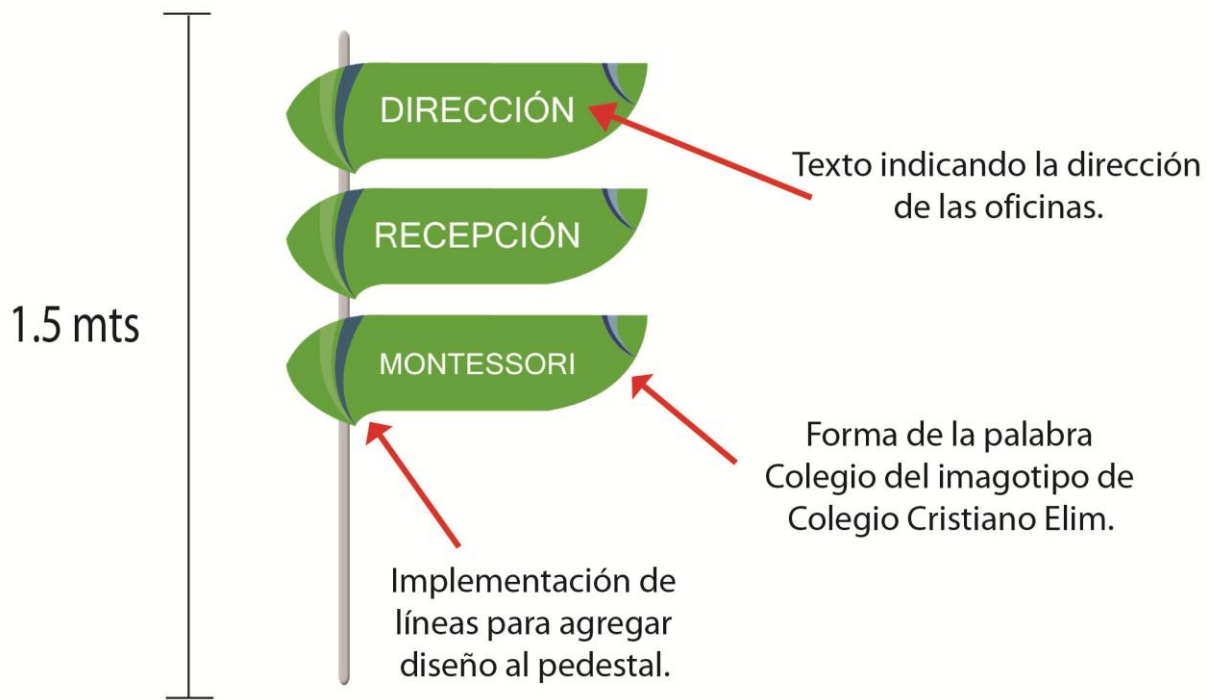 DIRECCIÓN
Texto indicando la dirección
de las oficinas.
RECEPCIÓN
1.5 mts
MONTESSORI
Forma de la palabra
Colegio del imagotipo de
Colegio Cristiano Elim.
Implementación de
líneas para agregar
diseño al pedestal.